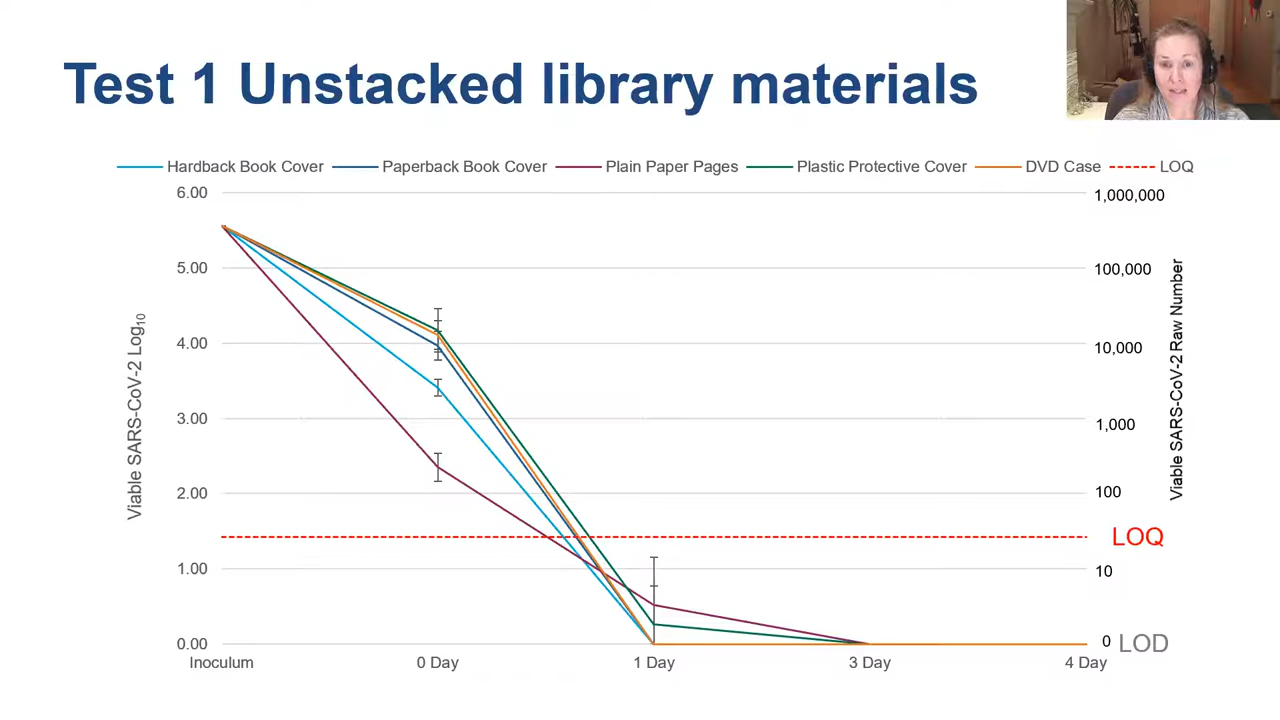 Test 1 Unstacked library materials
Hardback Book Cover Paperback Book Cover Plain Paper Pages Plastic Protective Cover DVD Case LOQ
6.00
5.00
4.00
3.00
2.00
1.00
0.00
Viable SARS-CoV-2 Log10
1,000,000
100,000
10,000
1,000
100
10
0
Viable SARS-CoV-2 Raw Number
LOQ
LOD
Inoculum 0 Day 1 Day 3 Day 4 Day